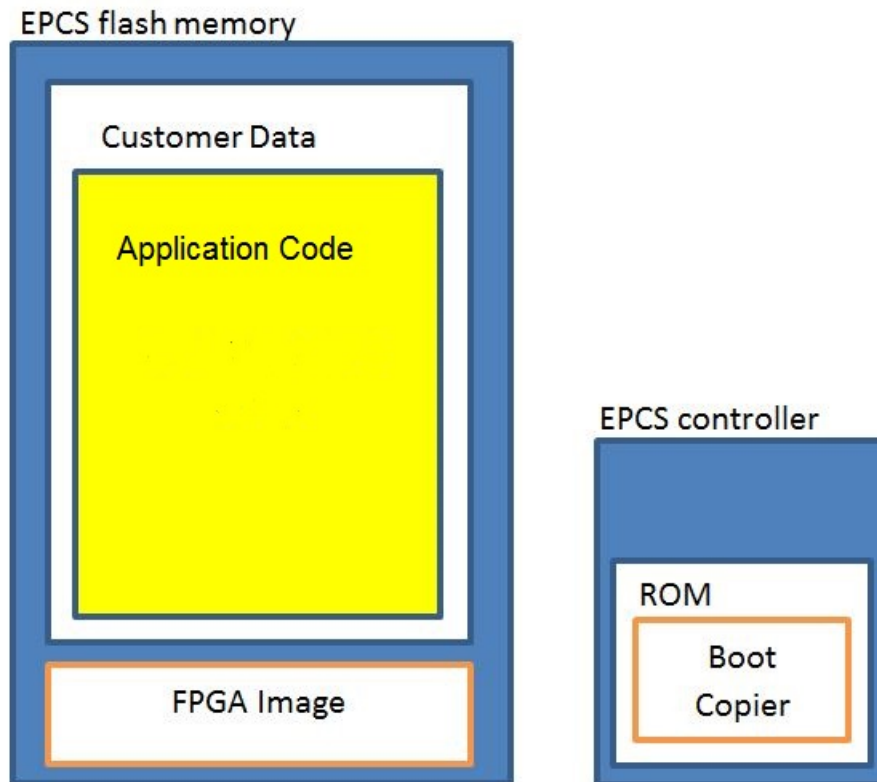 EPCS flash memory
Customer Data
Application Code
FPGA Image
EPCS controller
ROM
Boot
Copier